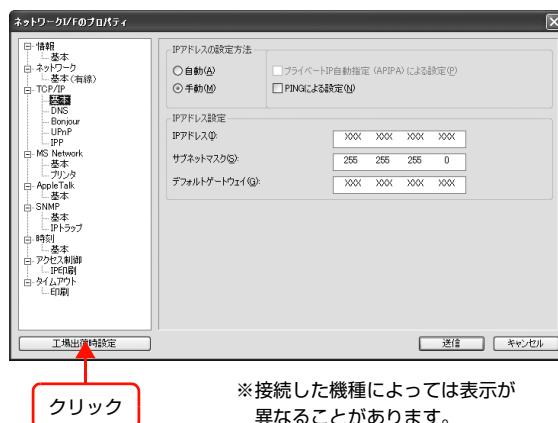 ネットワークI/Fのプロパティ
情報
基本
ネットワーク
基本(有線)
TCP/IP
基本
DNS
Bonjour
UPnP
IPP
MS Network
基本
プリンタ
AppleTalk
基本
SNMP
基本
IPトラップ
時刻
基本
アクセス制御
IPE印刷
タイムアウト
印刷
工場出荷時設定
IPアドレスの設定方法
自動(A)
プライベートIP自動指定 (APIPA) による設定(P)
手動(M)
PINGによる設定(N)
IPアドレス設定
IPアドレス(I):
XXX XXX XXX XXX
サブネットマスク(S):
255 255 255 0
デフォルトゲートウェイ(G):
XXX XXX XXX XXX
送信
キャンセル
クリック
※接続した機種によっては表示が
異なることがあります。